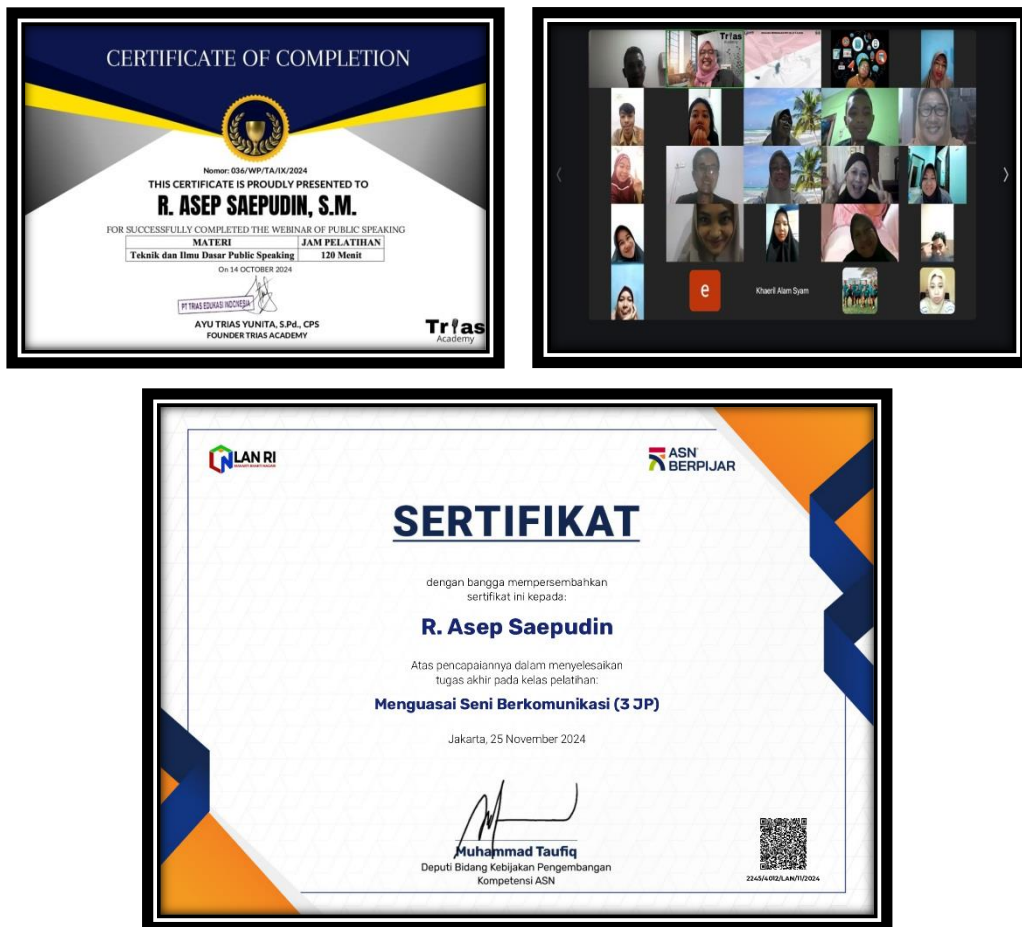 CERTIFICATE OF COMPLETION
Nomor: 036/WP/TA/IX/2024
THIS CERTIFICATE IS PROUDLY PRESENTED TO
R. ASEP SAEPUDIN, S.M.
FOR SUCCESSFULLY COMPLETED THE WEBINAR OF PUBLIC SPEAKING
MATERI JAM PELATIHAN
Teknik dan Ilmu Dasar Public Speaking 120 Menit
On 14 OCTOBER 2024
PT TRIAS EDUKASI INDONESIA
AYU TRIAS YUNITA, S.Pd., CPS
FOUNDER TRIAS ACADEMY
Trias
Academy
Trias
e
Khaeril Alam Syam
LAN RI
ASN
BERPIJAR
SERTIFIKAT
dengan bangga mempersembahkan
sertifikat ini kepada:
R. Asep Saepudin
Atas pencapaiannya dalam menyelesaikan
tugas akhir pada kelas pelatihan:
Menguasai Seni Berkomunikasi (3 JP)
Jakarta, 25 November 2024
Muhammad Taufiq
Deputi Bidang Kebijakan Pengembangan
Kompetensi ASN
2245/4012/LAN/11/2024